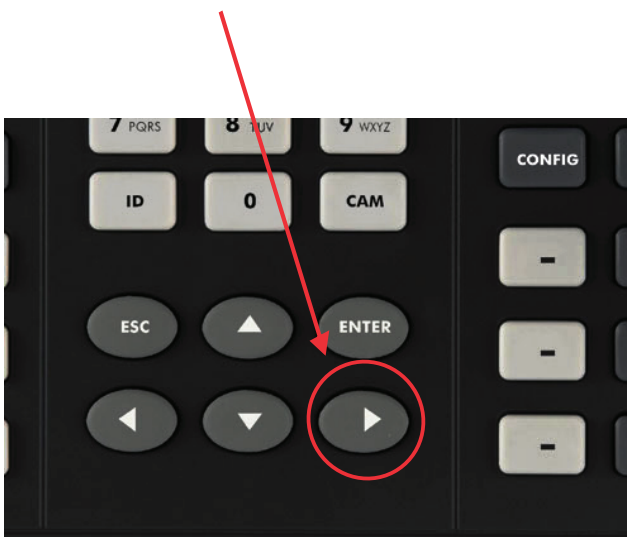 7 PQRS 8 TUV 9 WXYZ
CONFIG
ID 0 CAM
-
ESC ENTER
-
-